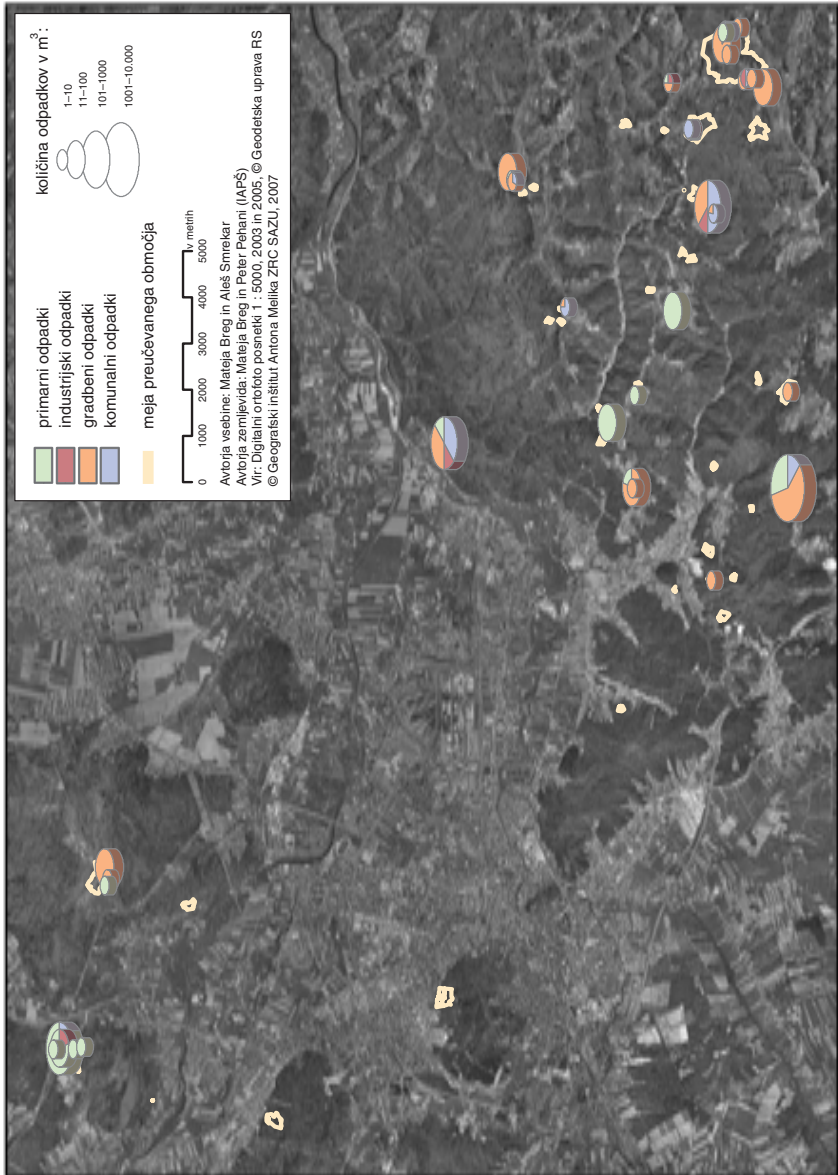 količina odpadkov v m³:
1–10
11–100
101–1000
1001–10.000
primarni odpadki
industrijski odpadki
gradbeni odpadki
komunalni odpadki
meja preučevanega območja
0 1000 2000 3000 4000 5000
v metrih
Avtorja vsebine: Mateja Breg in Aleš Smrekar
Avtorja zemljevida: Mateja Breg in Peter Pehani (IAPŠ)
Vir: Digitalni ortofoto posnetki 1 : 5000, 2003 in 2005, © Geodetska uprava RS
© Geografski inštitut Antona Melika ZRC SAZU, 2007